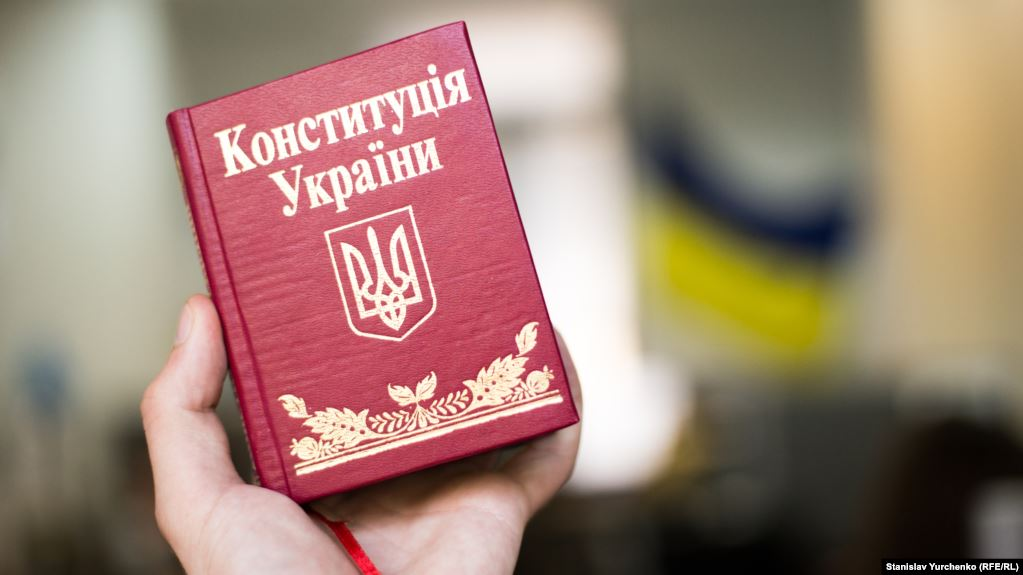 Конституція
України
Stanislav Yurchenko (RFE/RL)